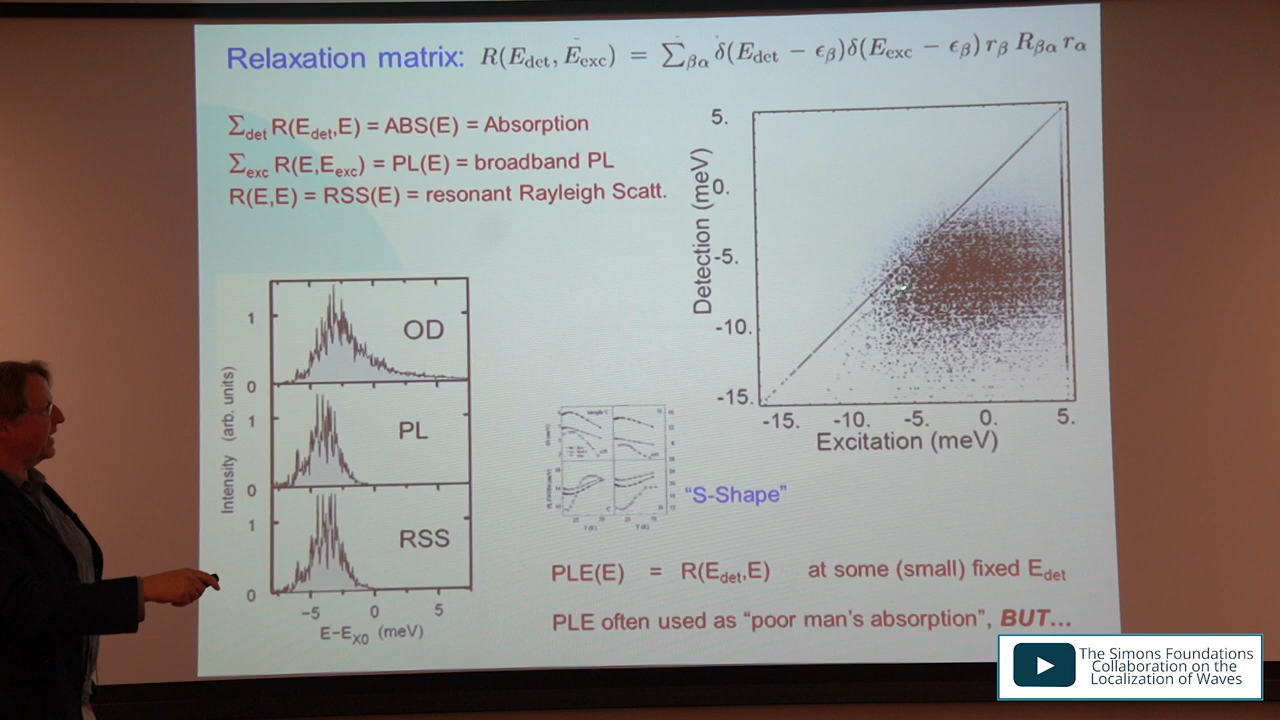 Relaxation matrix: R(E_det, E_exc) = ∑_βα δ(E_det − ϵ_β)δ(E_exc − ϵ_β) r_β R_βα r_α
Σ_det R(E_det,E) = ABS(E) = Absorption
Σ_exc R(E,E_exc) = PL(E) = broadband PL
R(E,E) = RSS(E) = resonant Rayleigh Scatt.
5.
0.
-5.
-10.
-15.
Detection (meV)
-15.
-10.
-5.
0.
5.
Excitation (meV)
Intensity (arb. units)
1
OD
0
1
PL
0
1
RSS
0
−5
0
5
E−E_X0 (meV)
"S-Shape"
PLE(E) = R(E_det,E) at some (small) fixed E_det
PLE often used as "poor man's absorption", BUT...
The Simons Foundations
Collaboration on the
Localization of Waves